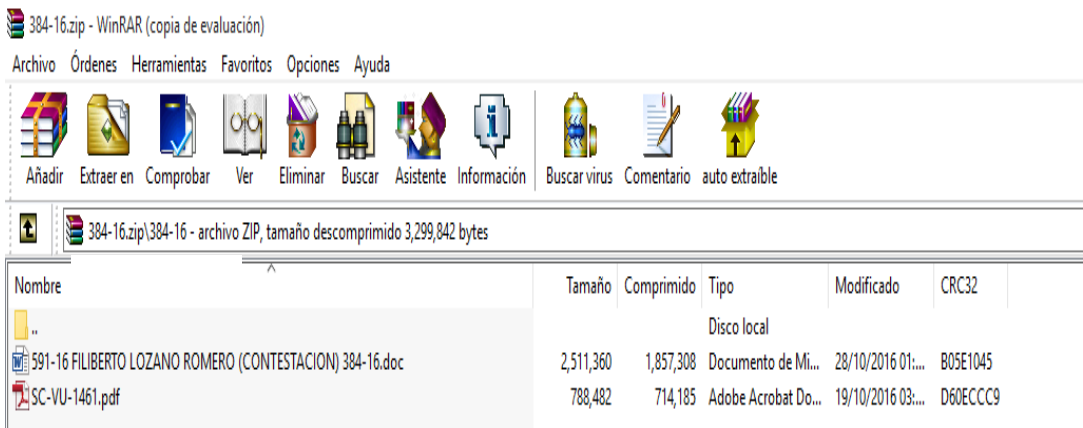 384-16.zip - WinRAR (copia de evaluación)
Archivo Órdenes Herramientas Favoritos Opciones Ayuda
Añadir Extraer en Comprobar Ver Eliminar Buscar Asistente Información Buscar virus Comentario auto extraíble
384-16.zip\384-16 - archivo ZIP, tamaño descomprimido 3,299,842 bytes
Nombre Tamaño Comprimido Tipo Modificado CRC32
.. Disco local
591-16 FILIBERTO LOZANO ROMERO (CONTESTACION) 384-16.doc 2,511,360 1,857,308 Documento de Mi... 28/10/2016 01:... B05E1045
SC-VU-1461.pdf 788,482 714,185 Adobe Acrobat Do... 19/10/2016 03:... D60ECCC9